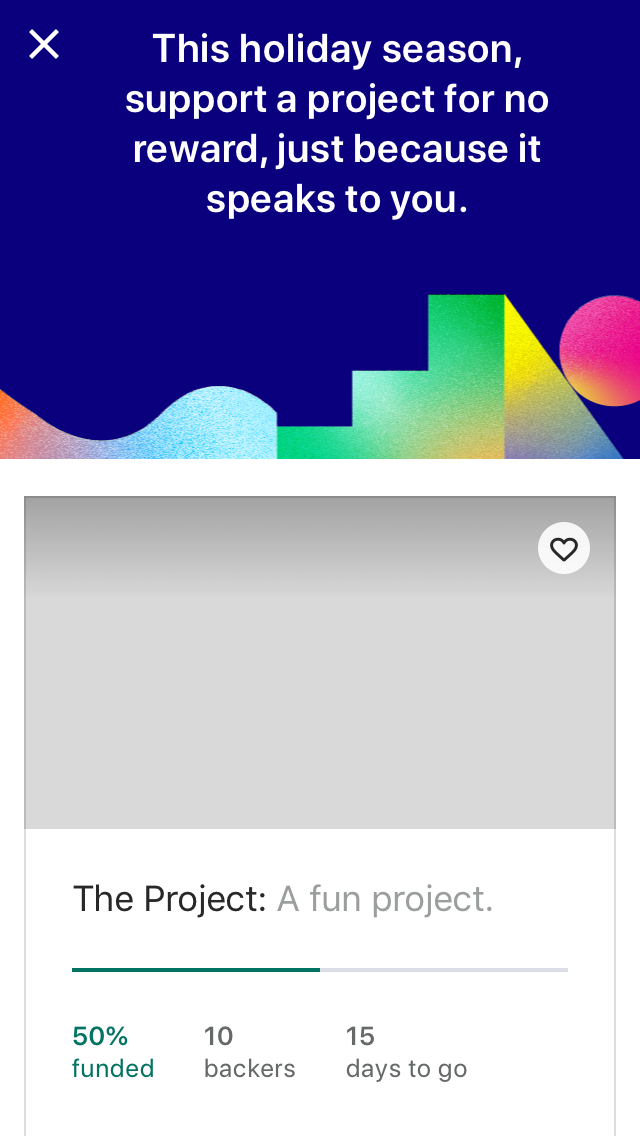 This holiday season,
support a project for no
reward, just because it
speaks to you.
The Project: A fun project.
50%
funded
10
backers
15
days to go